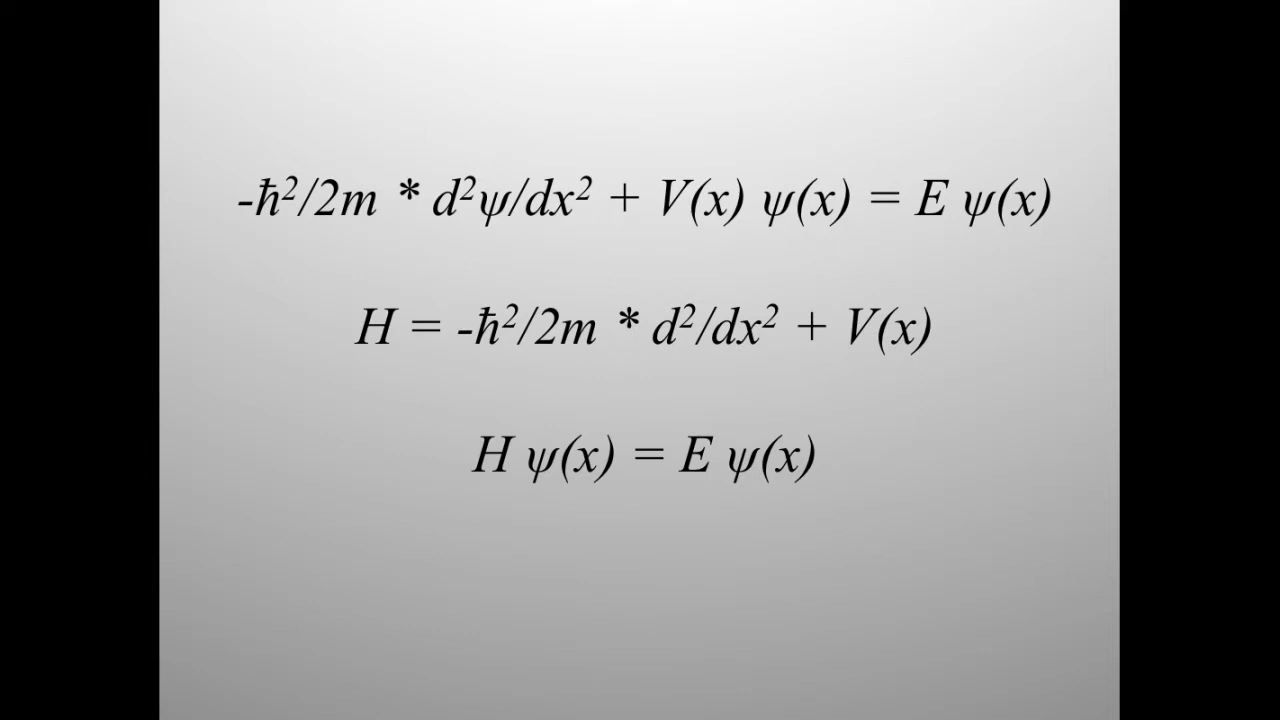 -ħ²/2m * d²ψ/dx² + V(x) ψ(x) = E ψ(x)
H = -ħ²/2m * d²/dx² + V(x)
H ψ(x) = E ψ(x)